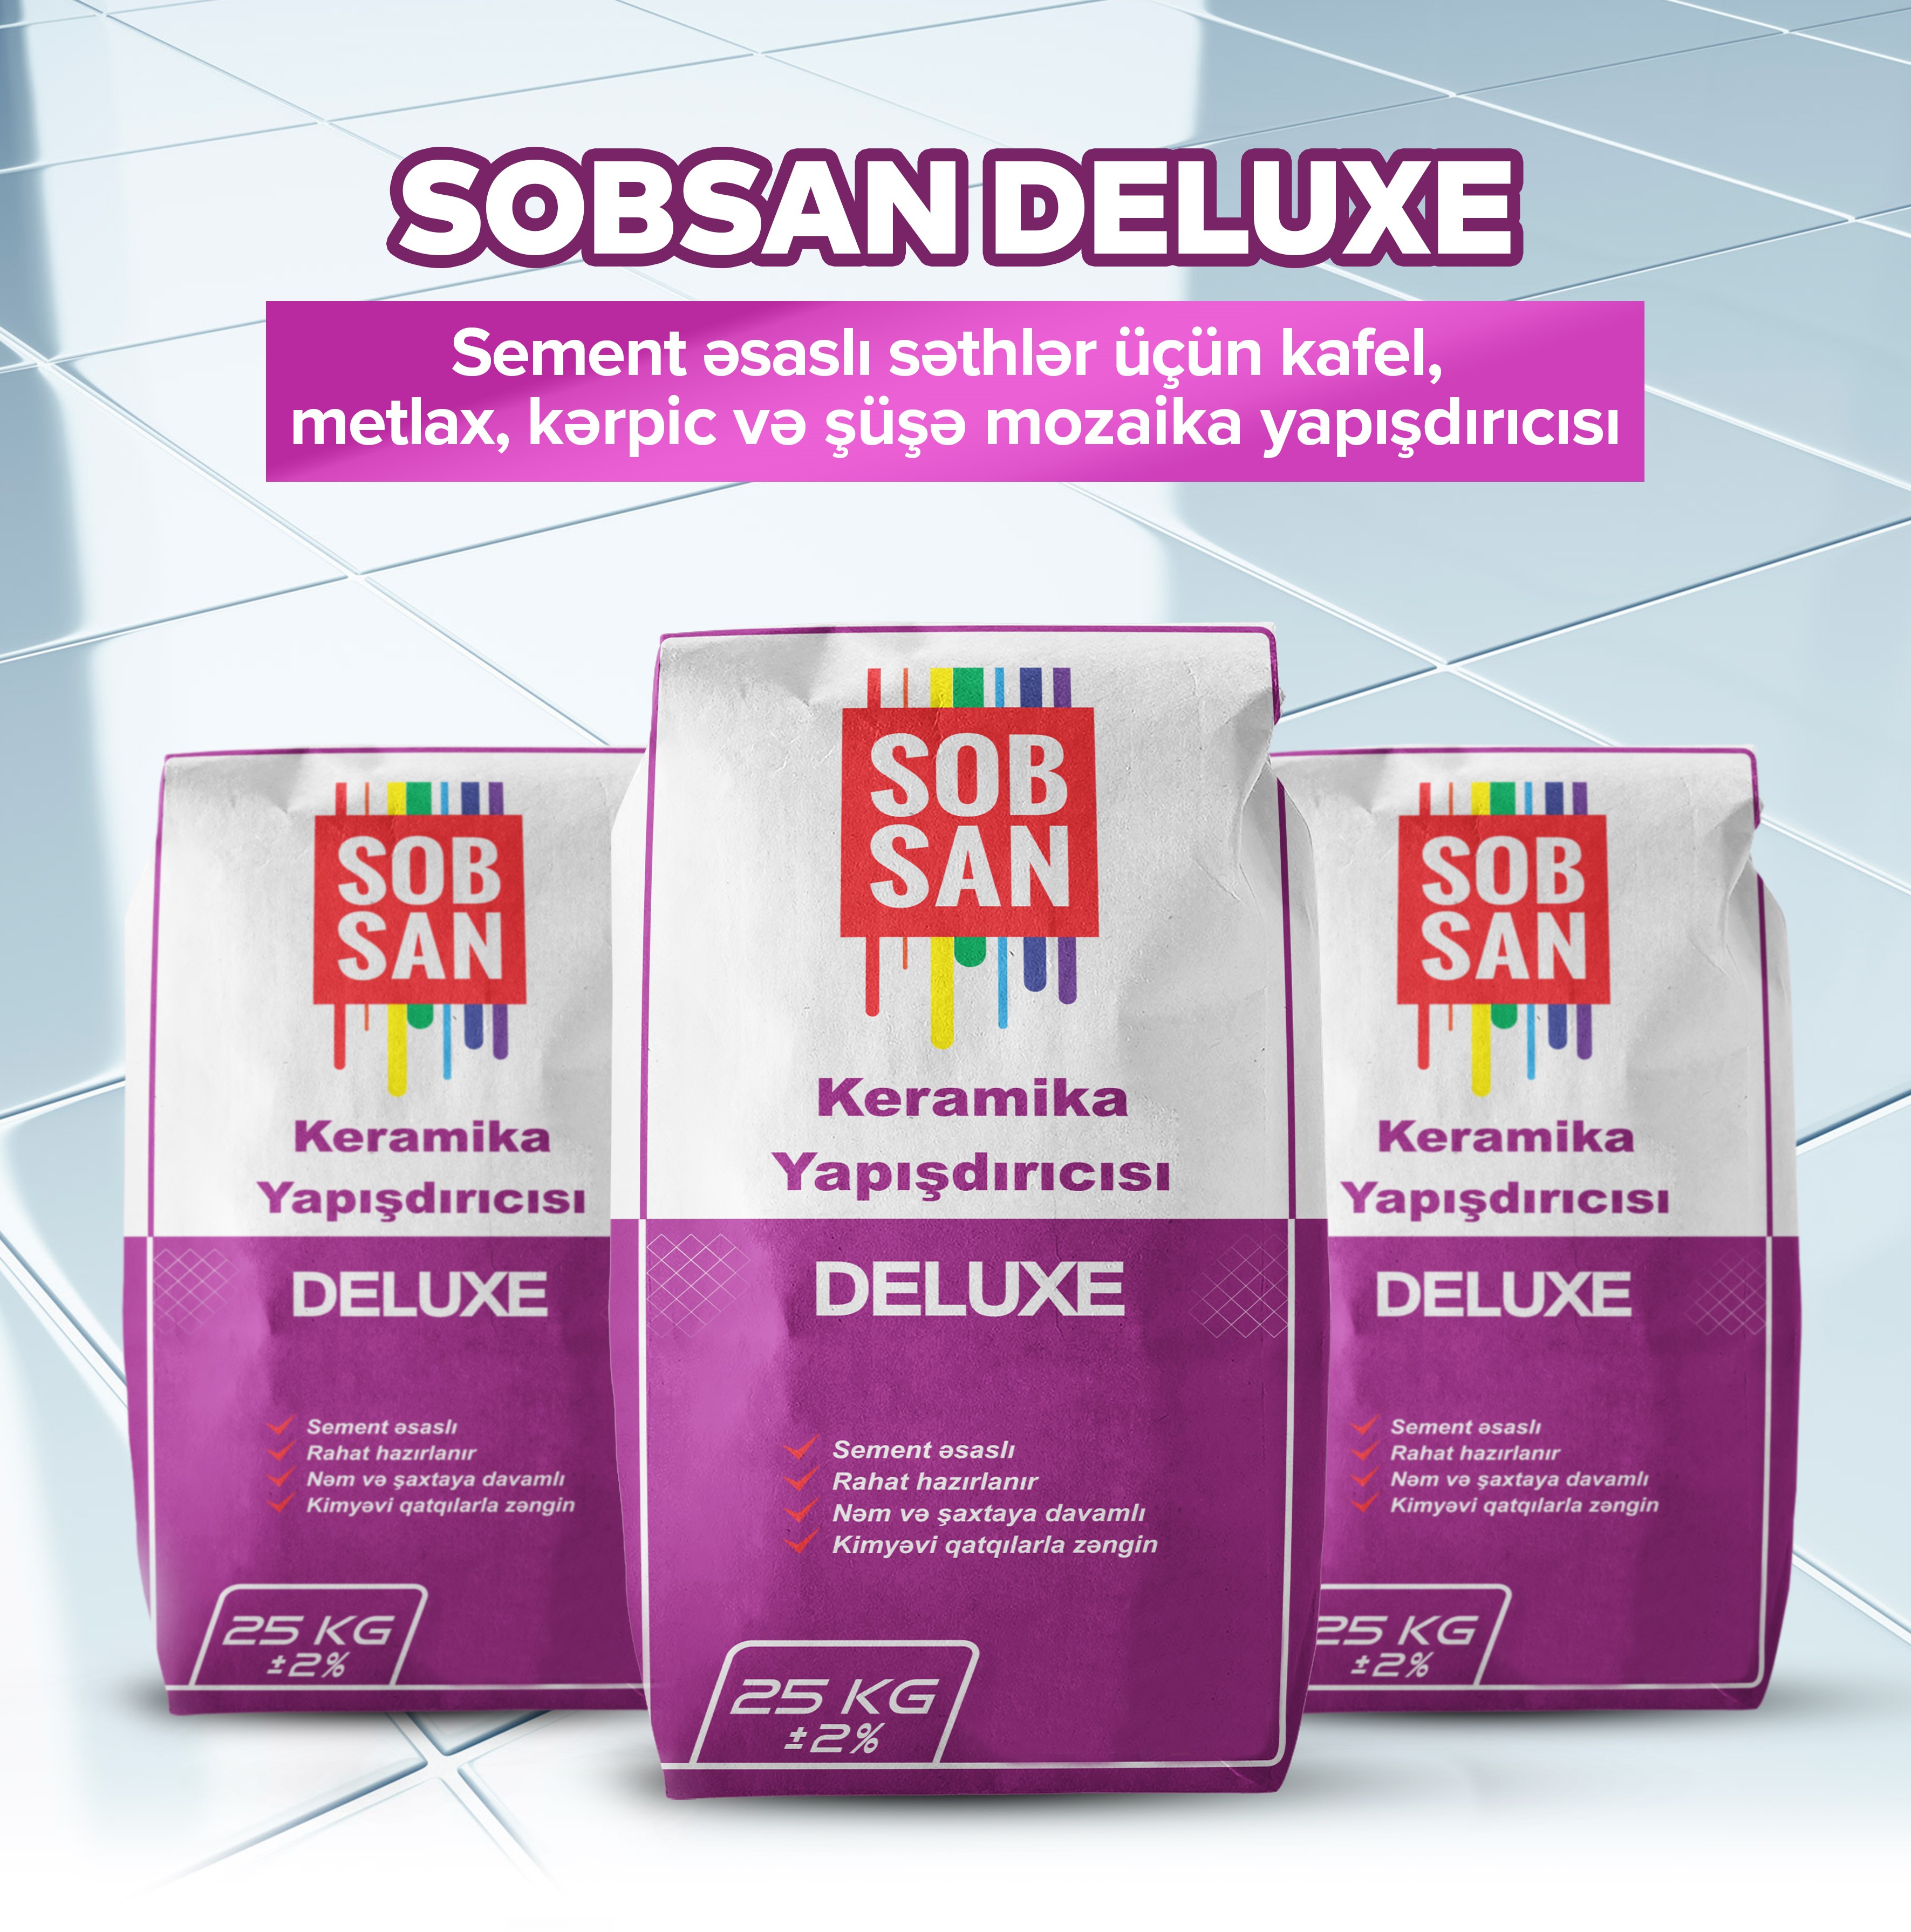 SOBSAN DELUXE
Sement əsaslı səthlər üçün kafel,
metlax, kərpic və şüşə mozaika yapışdırıcısı
SOB
SAN
Keramika
Yapışdırıcısı
DELUXE
Sement əsaslı
Rahat hazırlanır
Nəm və şaxtaya davamlı
Kimyəvi qatqılarla zəngin
25 KG
±2%
SOB
SAN
Keramika
Yapışdırıcısı
DELUXE
Sement əsaslı
Rahat hazırlanır
Nəm və şaxtaya davamlı
Kimyəvi qatqılarla zəngin
25 KG
±2%
SOB
SAN
Keramika
Yapışdırıcısı
DELUXE
Sement əsaslı
Rahat hazırlanır
Nəm və şaxtaya davamlı
Kimyəvi qatqılarla zəngin
25 KG
±2%